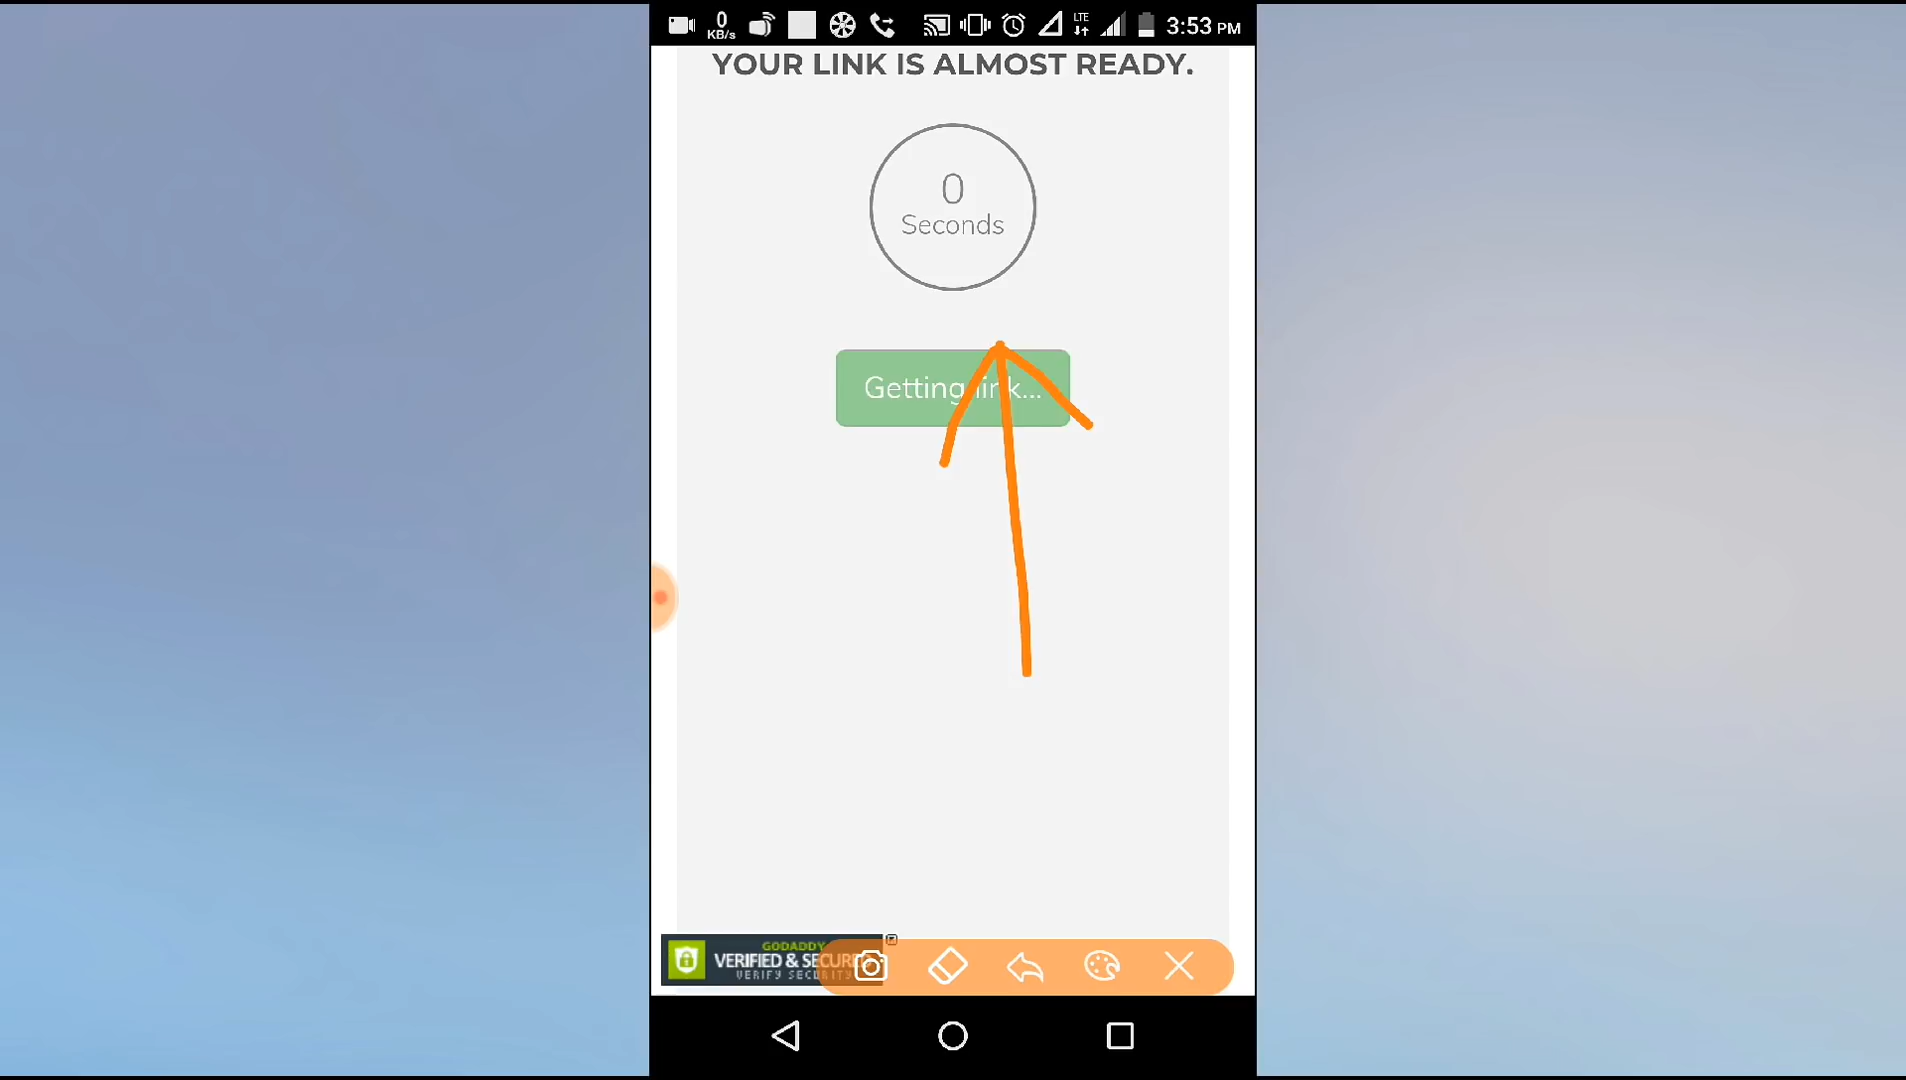 0
KB/s
LTE
3:53 PM
YOUR LINK IS ALMOST READY.
0
Seconds
Getting link...
GODADDY
VERIFIED & SECURED
VERIFY SECURITY